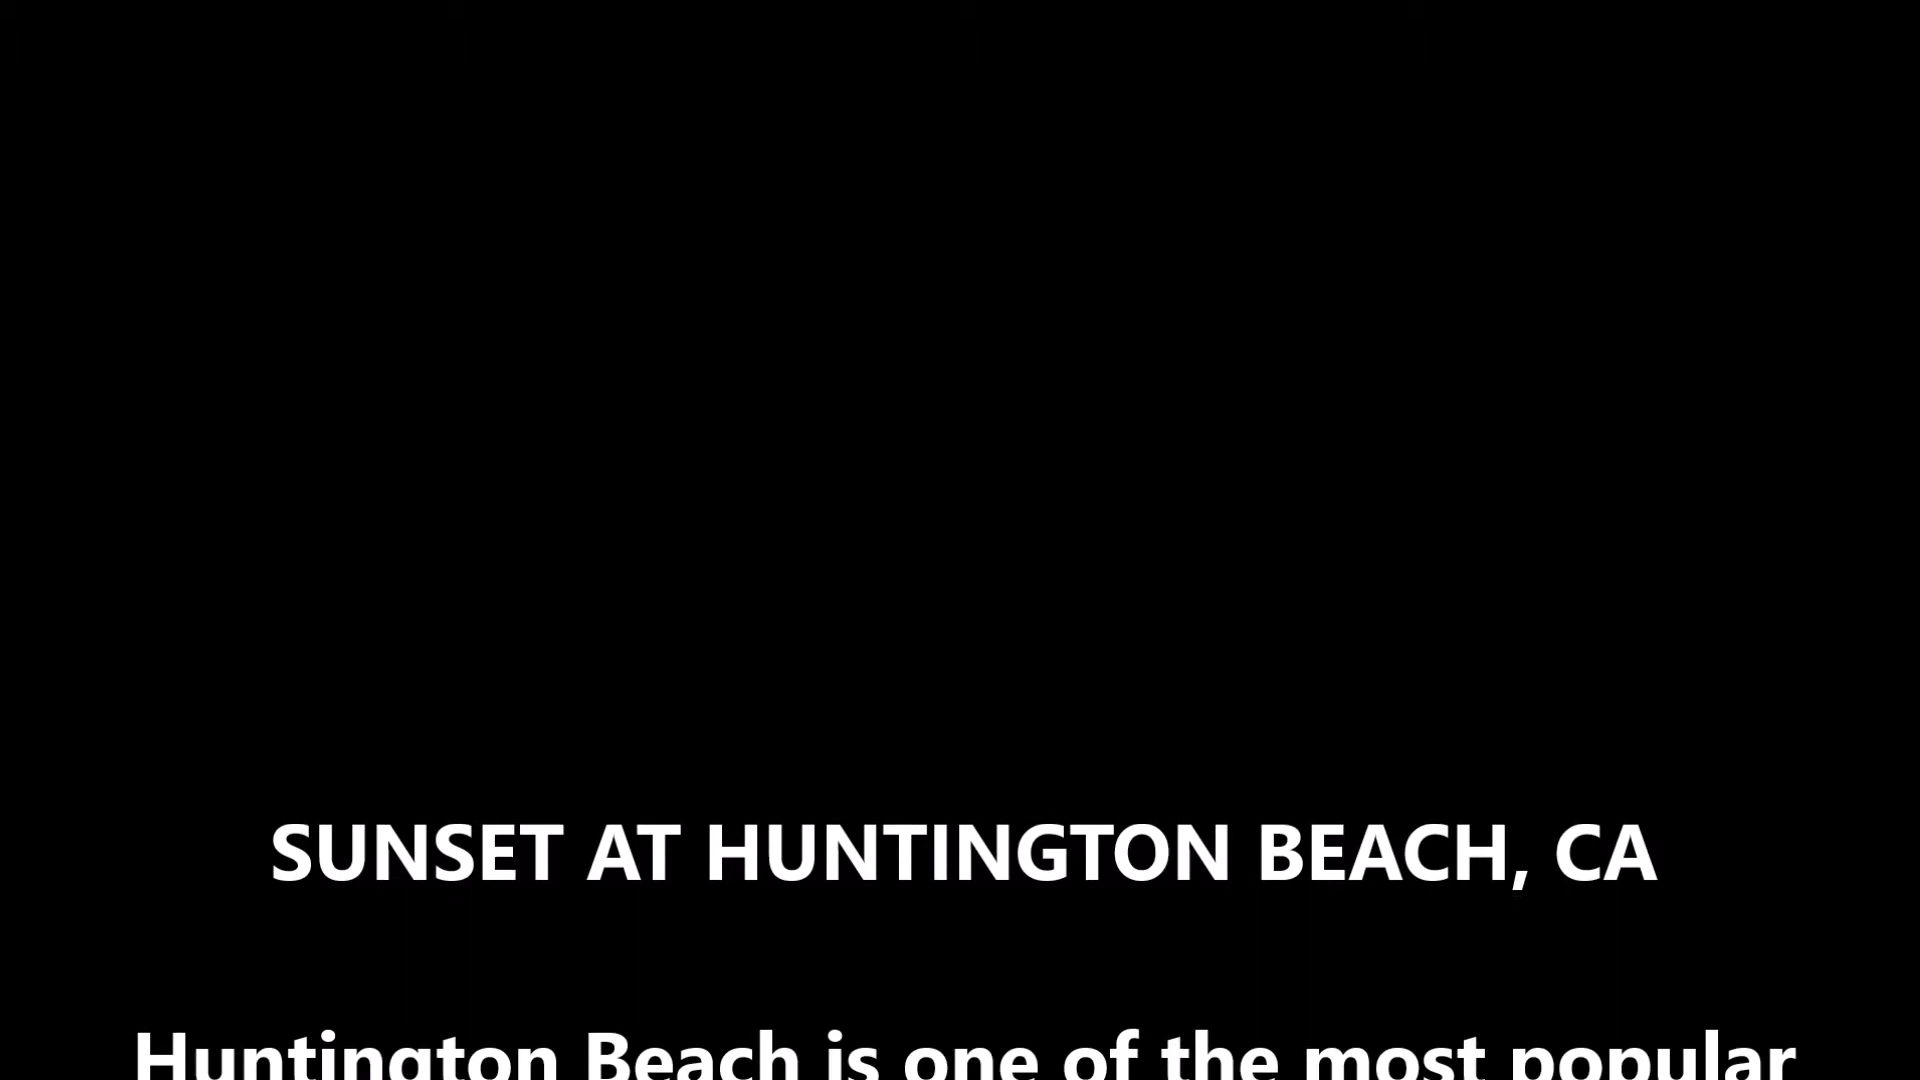 SUNSET AT HUNTINGTON BEACH, CA
Huntington Beach is one of the most popular